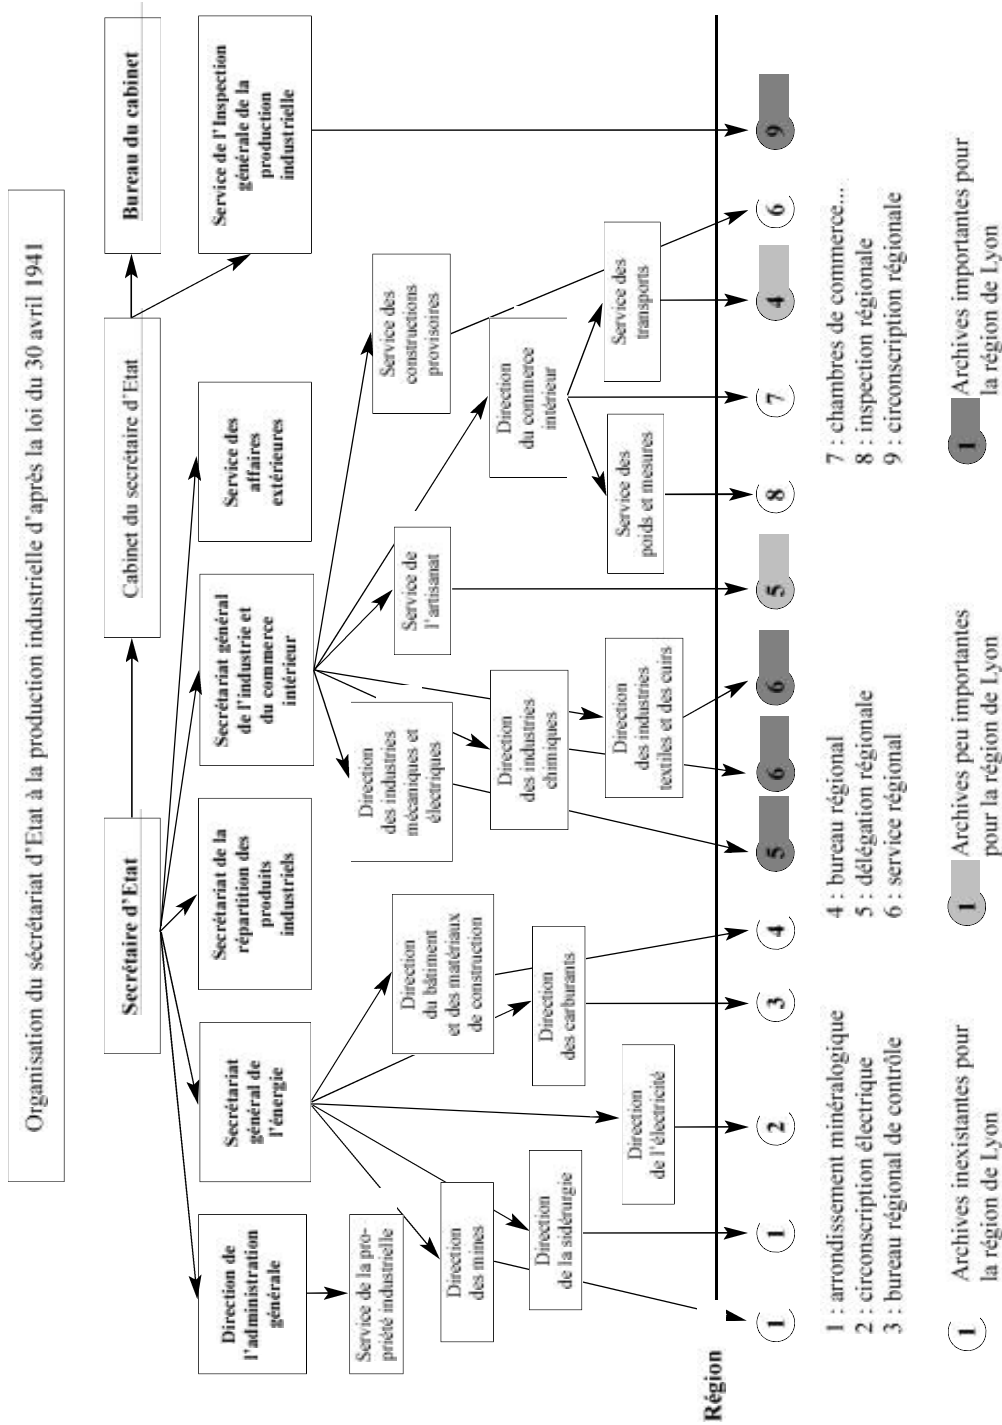 Organisation du sécrétariat d'Etat à la production industrielle d'après la loi du 30 avril 1941
Secrétaire d'Etat
Cabinet du secrétaire d'Etat
Bureau du cabinet
Direction de
l'administration
générale
Secrétariat
général de
l'énergie
Secrétariat de la
répartition des
produits
industriels
Secrétariat général
de l'industrie et
du commerce
intérieur
Service des
affaires
extérieures
Service de l'Inspection
générale de la
production
industrielle
Service de la pro-
priété industrielle
Direction
des mines
Direction
de la sidérurgie
Direction
de l'électricité
Direction
du bâtiment
et des matériaux
de construction
Direction
des carburants
Direction
des industries
mécaniques et
électriques
Direction
des industries
chimiques
Direction
des industries
textiles et des cuirs
Service de
l'artisanat
Service des
constructions
provisoires
Direction
du commerce
intérieur
Service des
poids et mesures
Service des
transports
Région
1
1
2
3
4
5
6
6
5
8
7
4
6
9
1 : arrondissement minéralogique
2 : circonscription électrique
3 : bureau régional de contrôle
4 : bureau régional
5 : délégation régionale
6 : service régional
7 : chambres de commerce...
8 : inspection régionale
9 : circonscription régionale
1 Archives inexistantes pour
la région de Lyon
1 Archives peu importantes
pour la région de Lyon
1 Archives importantes pour
la région de Lyon